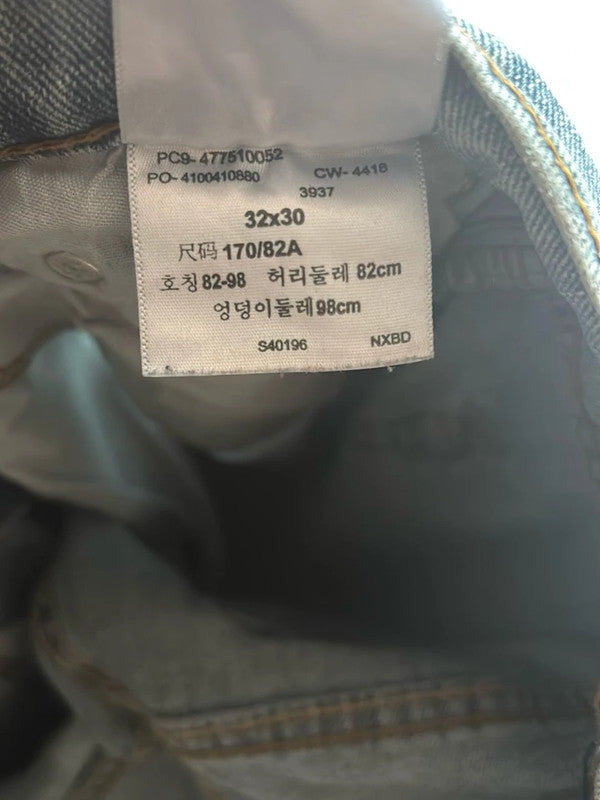 PC9- 477510052
PO-4100410880 CW- 4418
3937
32x30
尺码 170/82A
호칭 82-98 허리둘레 82cm
엉덩이둘레98cm
S40196 NXBD